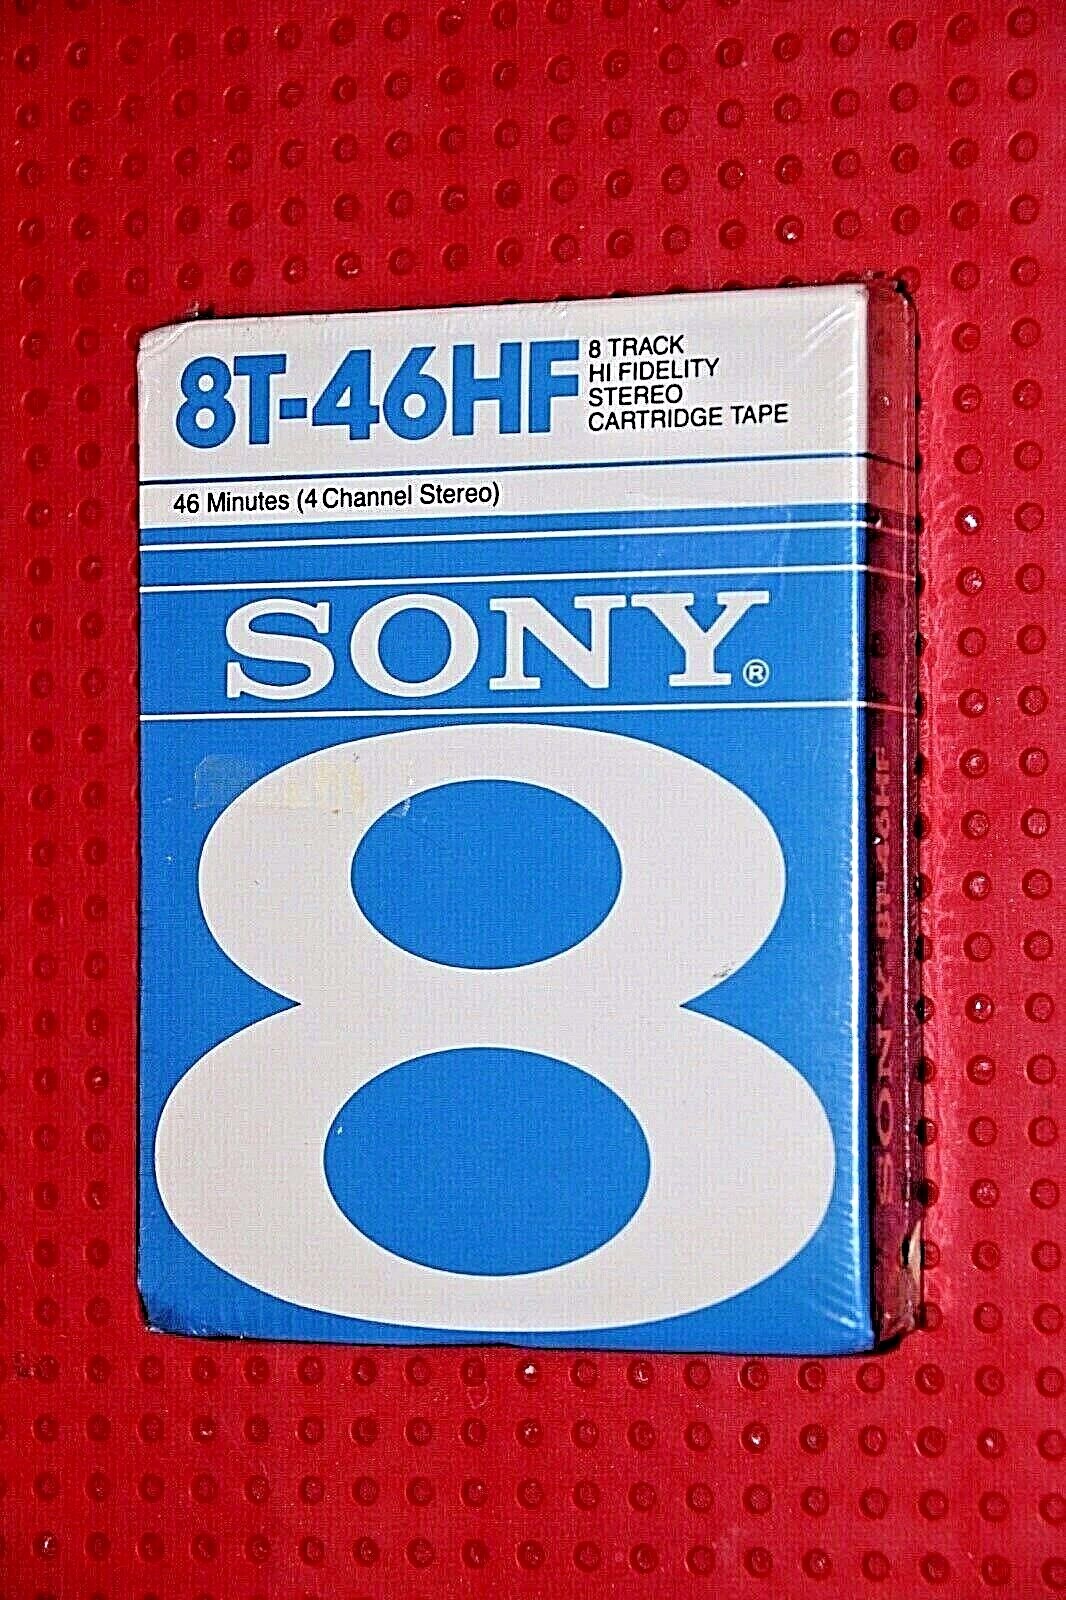 8T-46HF
8 TRACK
HI FIDELITY
STEREO
CARTRIDGE TAPE
46 Minutes (4 Channel Stereo)
SONY®
8
SONY 8T-46HF